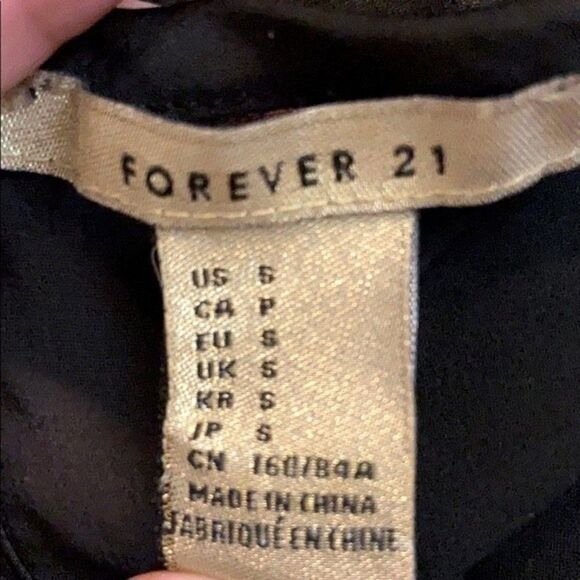 FOREVER 21
US S
CA P
EU S
UK S
KR S
JP S
CN 160/84A
MADE IN CHINA
FABRIQUÉ EN CHINE